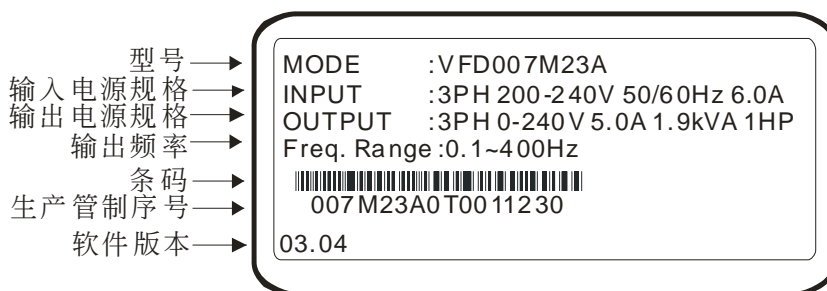 型号
输入电源规格
输出电源规格
输出频率
条码
生产管制序号
软件版本
MODE :VFD007M23A
INPUT :3PH 200-240V 50/60Hz 6.0A
OUTPUT :3PH 0-240V 5.0A 1.9kVA 1HP
Freq. Range :0.1~400Hz
007M23A0T0011230
03.04